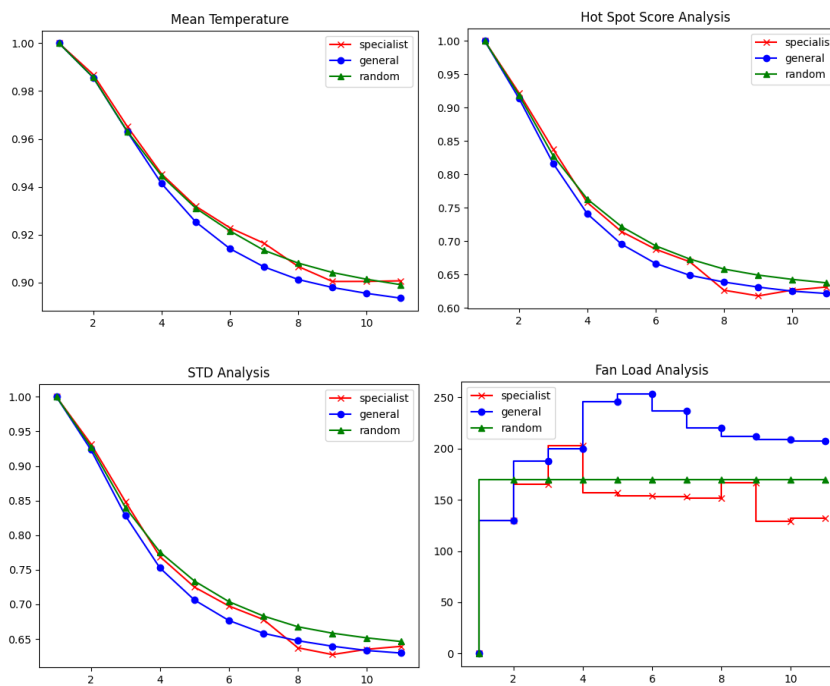 Mean Temperature
1.00
0.98
0.96
0.94
0.92
0.90
2 4 6 8 10
specialist
general
random
Hot Spot Score Analysis
1.00
0.95
0.90
0.85
0.80
0.75
0.70
0.65
0.60
2 4 6 8 10
specialist
general
random
STD Analysis
1.00
0.95
0.90
0.85
0.80
0.75
0.70
0.65
2 4 6 8 10
specialist
general
random
Fan Load Analysis
250
200
150
100
50
0
2 4 6 8 10
specialist
general
random